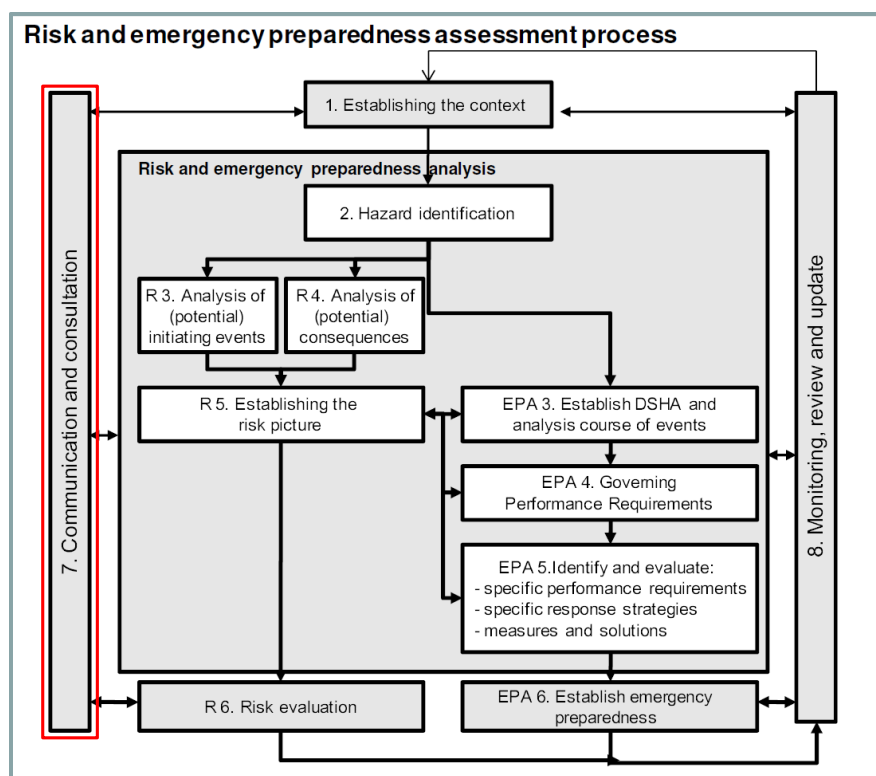 Risk and emergency preparedness assessment process
1. Establishing the context
Risk and emergency preparedness analysis
2. Hazard identification
R 3. Analysis of
(potential)
initiating events
R 4. Analysis of
(potential)
consequences
R 5. Establishing the
risk picture
EPA 3. Establish DSHA and
analysis course of events
EPA 4. Governing
Performance Requirements
EPA 5.Identify and evaluate:
- specific performance requirements
- specific response strategies
- measures and solutions
R 6. Risk evaluation
EPA 6. Establish emergency
preparedness
7. Communication and consultation
8. Monitoring, review and update